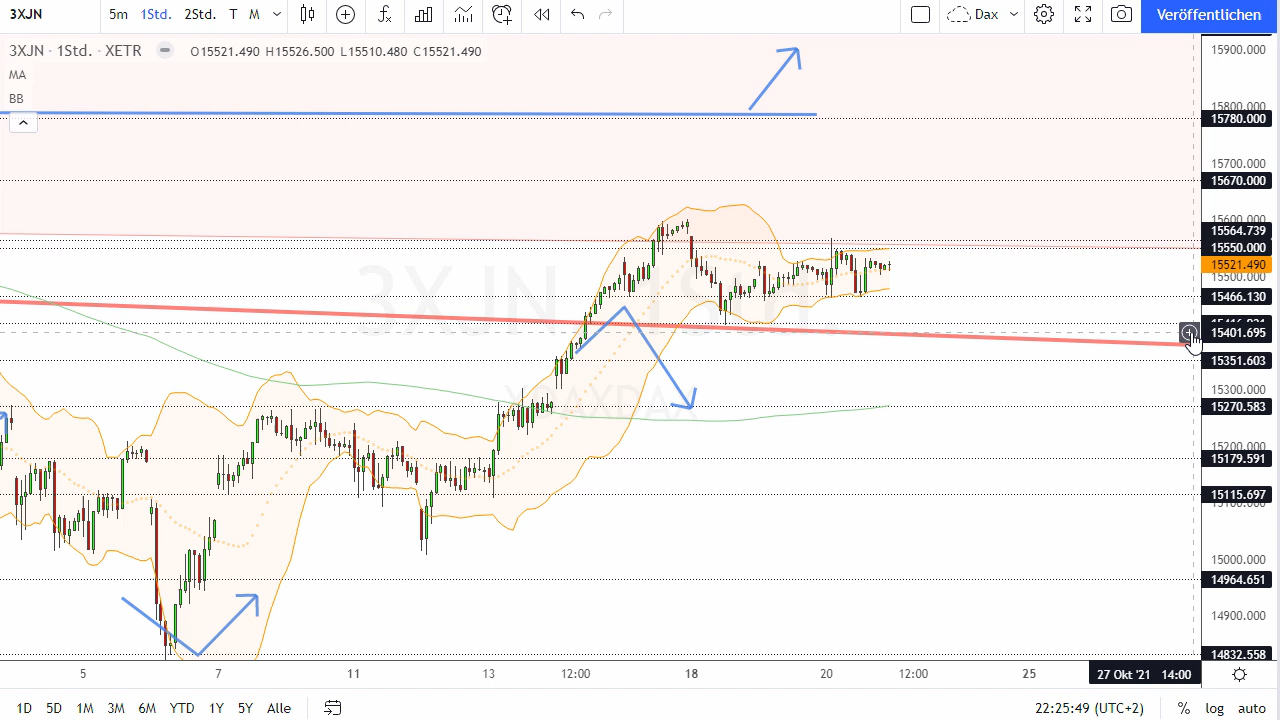 3XJN 5m 1Std. 2Std. T M Dax Veröffentlichen
3XJN · 1Std. · XETR O15521.490 H15526.500 L15510.480 C15521.490
MA
BB
3XJN, 1STH
XDAXDAX
15900.000
15800.000
15780.000
15700.000
15670.000
15600.000
15564.739
15550.000
15521.490
15500.000
15466.130
15401.695
15351.603
15300.000
15270.583
15200.000
15179.591
15115.697
15100.000
15000.000
14964.651
14900.000
14832.558
5 7 11 13 12:00 18 20 12:00 25 27 Okt '21 14:00
1D 5D 1M 3M 6M YTD 1Y 5Y Alle 22:25:49 (UTC+2) % log auto